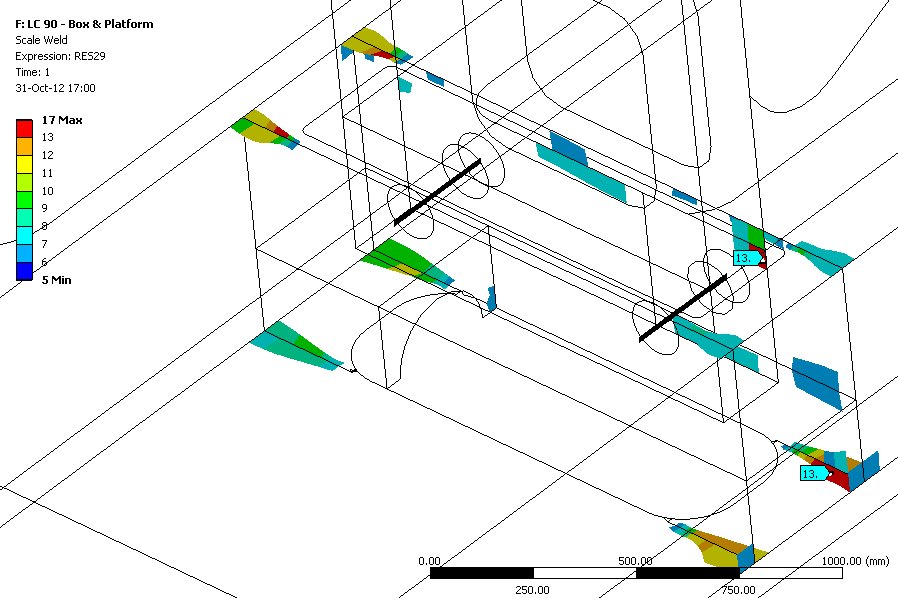 F: LC 90 - Box & Platform
Scale Weld
Expression: RES29
Time: 1
31-Oct-12 17:00
17 Max
13
12
11
10
9
8
7
6
5 Min
13.
13.
0.00
500.00
1000.00 (mm)
250.00
750.00